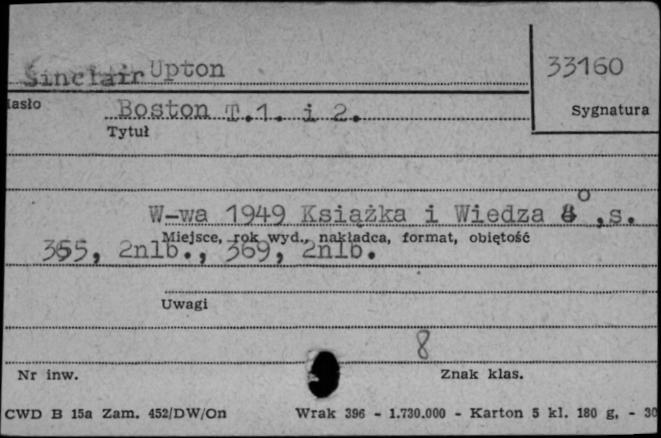 Sinclair Upton
33160
Hasło
Boston T.1. i 2.
Sygnatura
Tytuł
W-wa 1949 Książka i Wiedza 8°,s.
Miejsce, rok wyd., nakładca, format, objętość
355, 2nlb., 369, 2nlb.
Uwagi
8
Nr inw.
Znak klas.
CWD B 15a Zam. 452/DW/On Wrak 396 - 1.730.000 - Karton 5 kl. 180 g, - 30